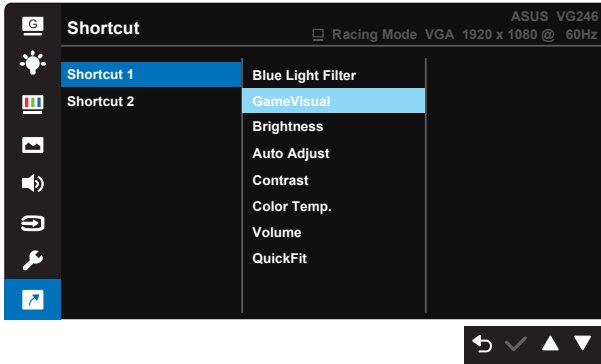 G
Shortcut
ASUS VG246
Racing Mode VGA 1920 x 1080 @ 60Hz
Shortcut 1
Shortcut 2
Blue Light Filter
GameVisual
Brightness
Auto Adjust
Contrast
Color Temp.
Volume
QuickFit